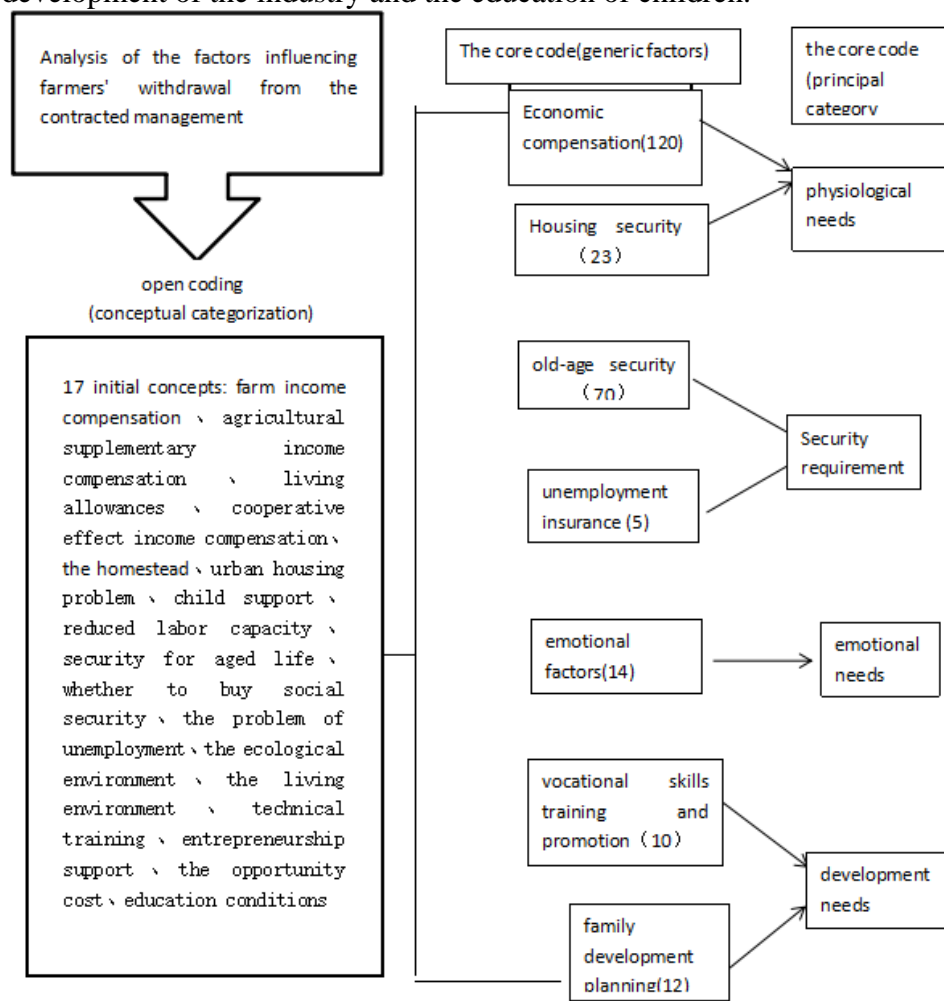 development of the industry and the education of children.
Analysis of the factors influencing
farmers' withdrawal from the
contracted management
open coding
(conceptual categorization)
17 initial concepts: farm income
compensation、agricultural
supplementary income
compensation、living
allowances、cooperative
effect income compensation、
the homestead、urban housing
problem、child support、
reduced labor capacity、
security for aged life、
whether to buy social
security、the problem of
unemployment、the ecological
environment、the living
environment、technical
training、entrepreneurship
support、the opportunity
cost、education conditions
The core code(generic factors)
Economic
compensation(120)
Housing security
（23）
old-age security
（70）
unemployment
insurance (5)
emotional
factors(14)
vocational skills
training and
promotion（10）
family
development
planning(12)
the core code
(principal
category
physiological
needs
Security
requirement
emotional
needs
development
needs